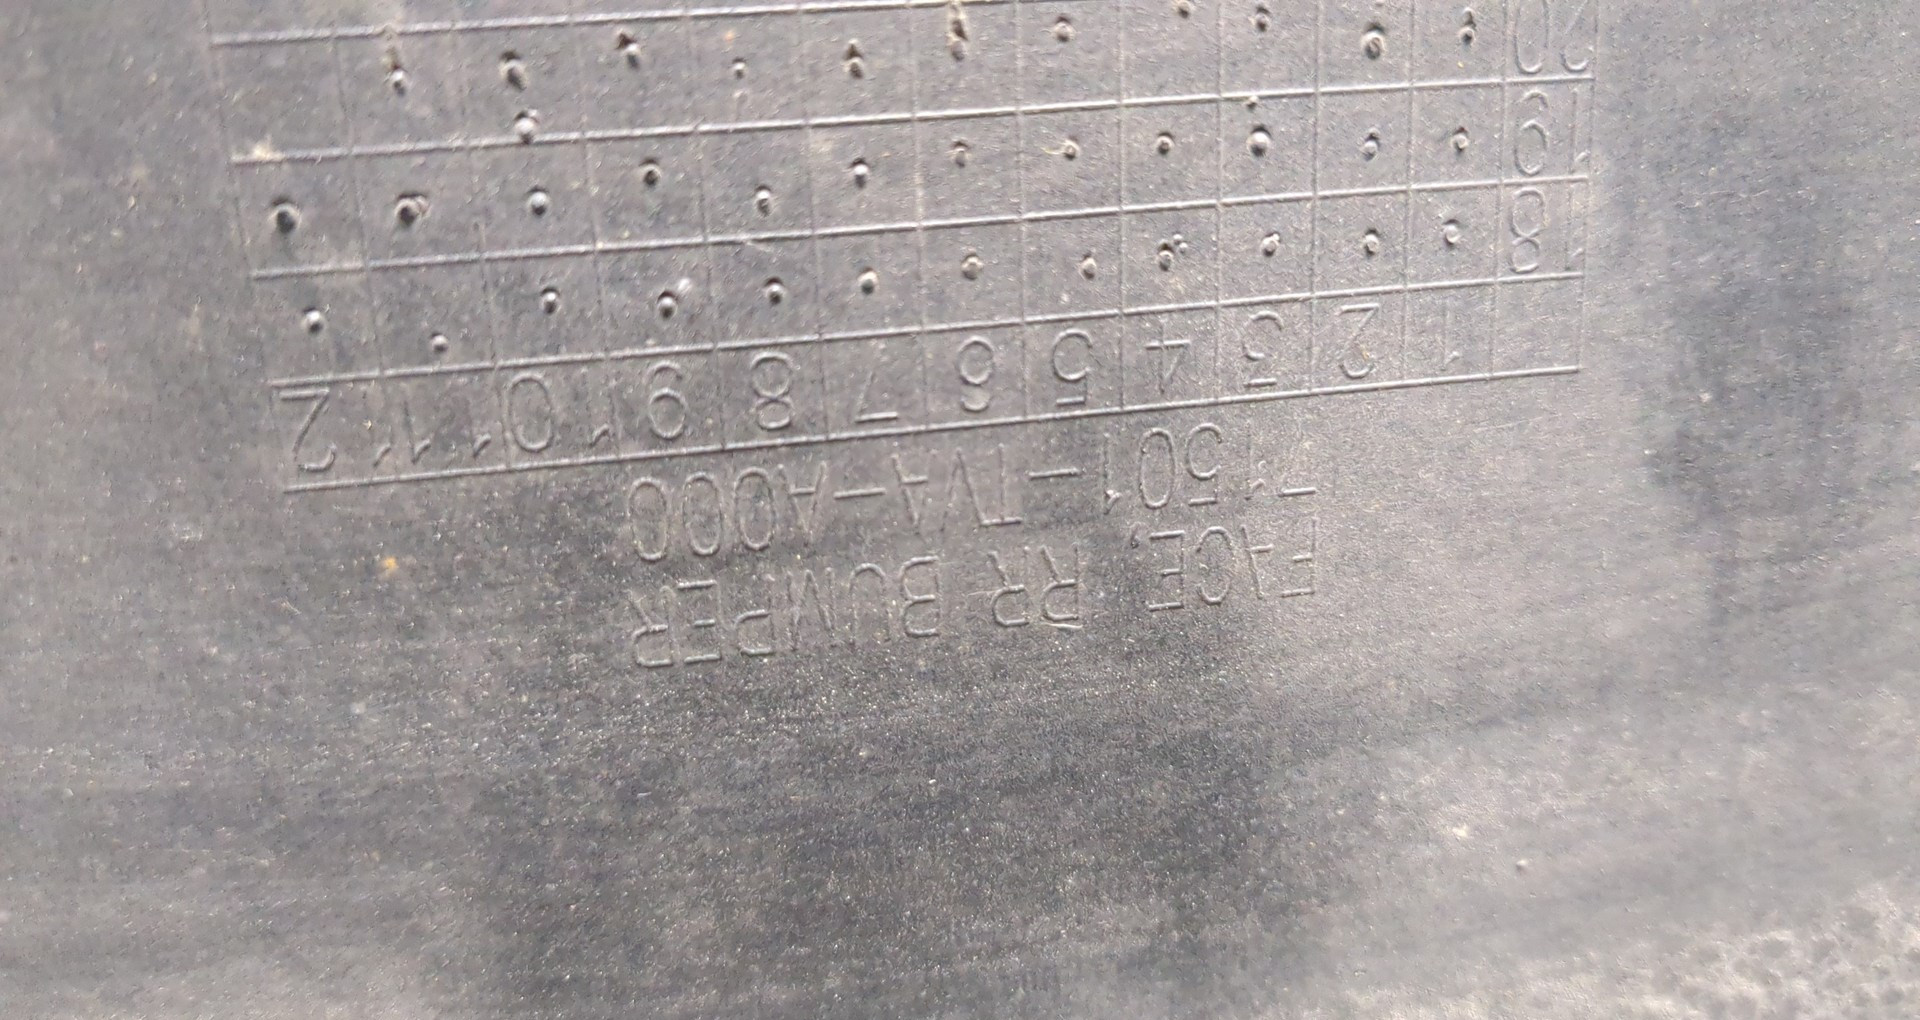 FACE, RR BUMPER
71501-TVA-A000
1 2 3 4 5 6 7 8 9 10 11 12
18
19
20